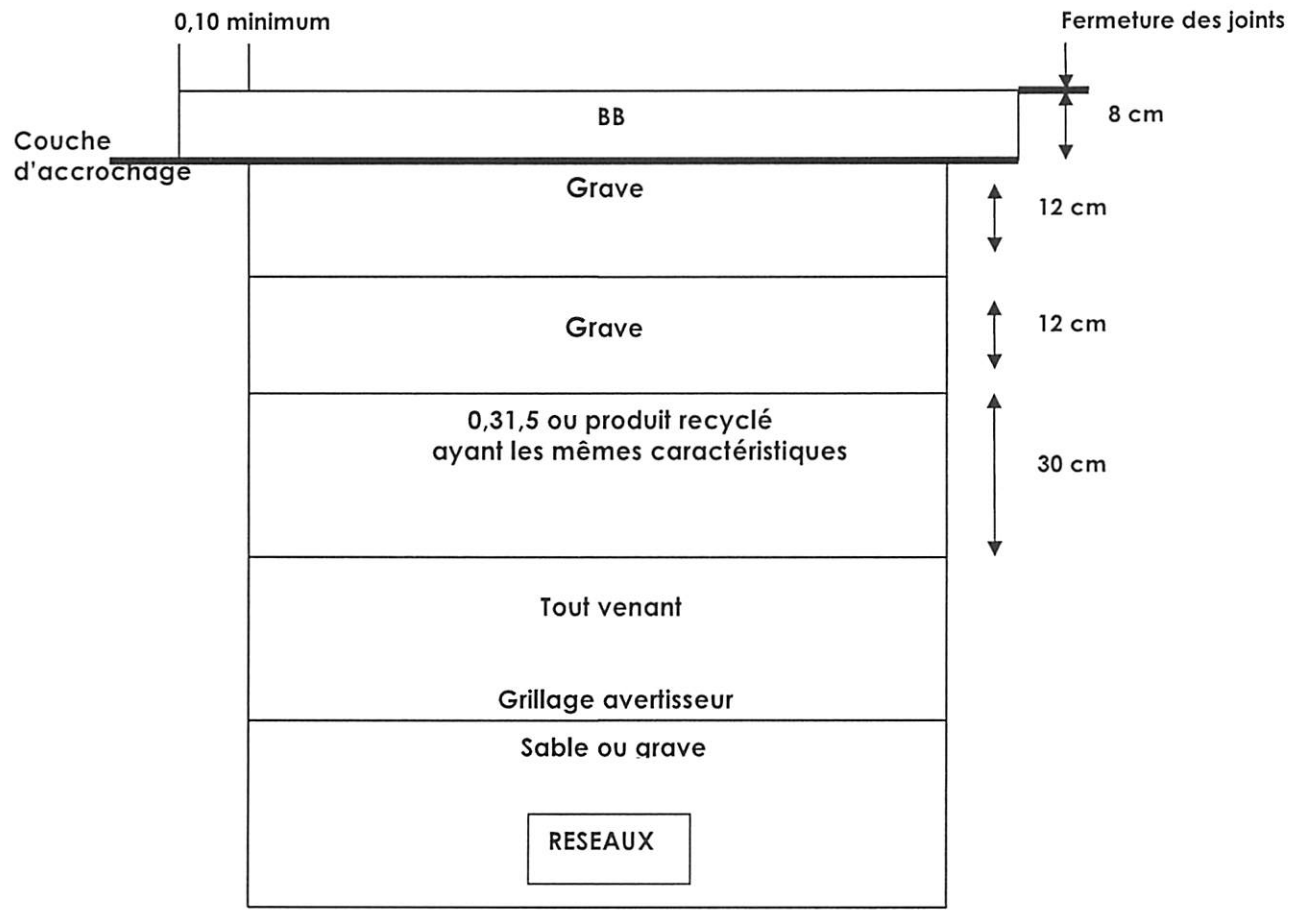 0,10 minimum
Fermeture des joints
BB
8 cm
Couche
d'accrochage
Grave
12 cm
Grave
12 cm
0,31,5 ou produit recyclé
ayant les mêmes caractéristiques
30 cm
Tout venant
Grillage avertisseur
Sable ou grave
RESEAUX